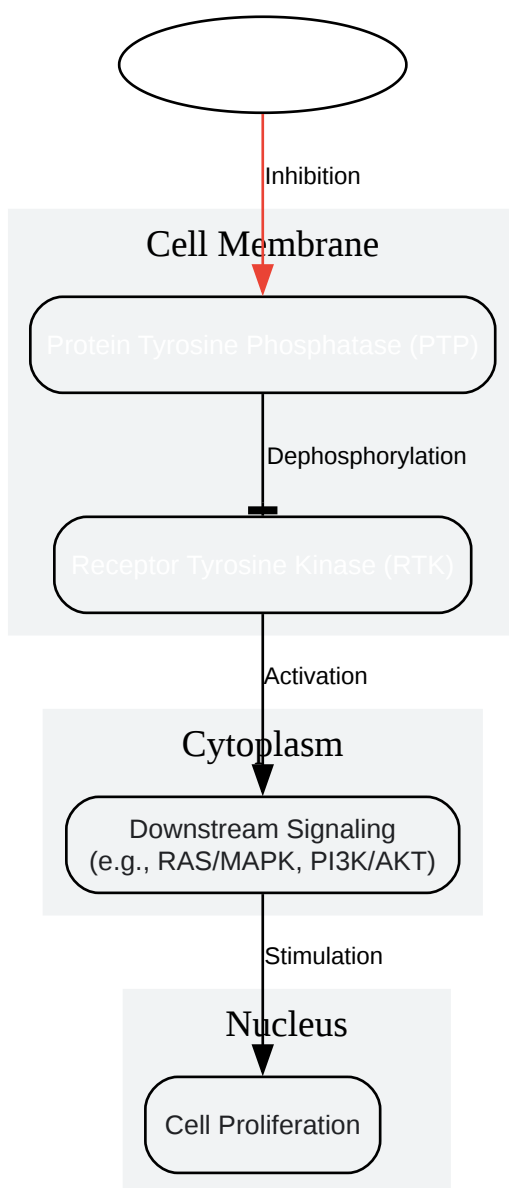 Inhibition
Cell Membrane
Protein Tyrosine Phosphatase (PTP)
Dephosphorylation
Receptor Tyrosine Kinase (RTK)
Activation
Cytoplasm
Downstream Signaling
(e.g., RAS/MAPK, PI3K/AKT)
Stimulation
Nucleus
Cell Proliferation